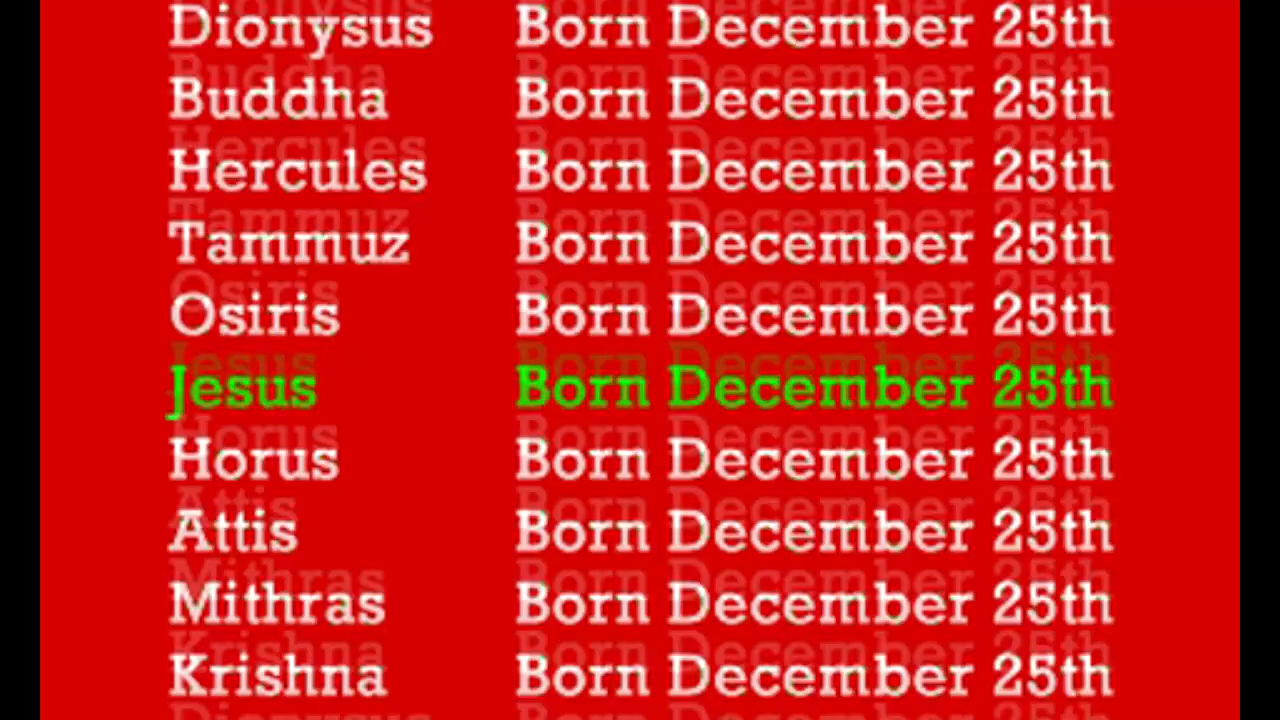 Dionysus Born December 25th
Buddha Born December 25th
Hercules Born December 25th
Tammuz Born December 25th
Osiris Born December 25th
Jesus Born December 25th
Horus Born December 25th
Attis Born December 25th
Mithras Born December 25th
Krishna Born December 25th